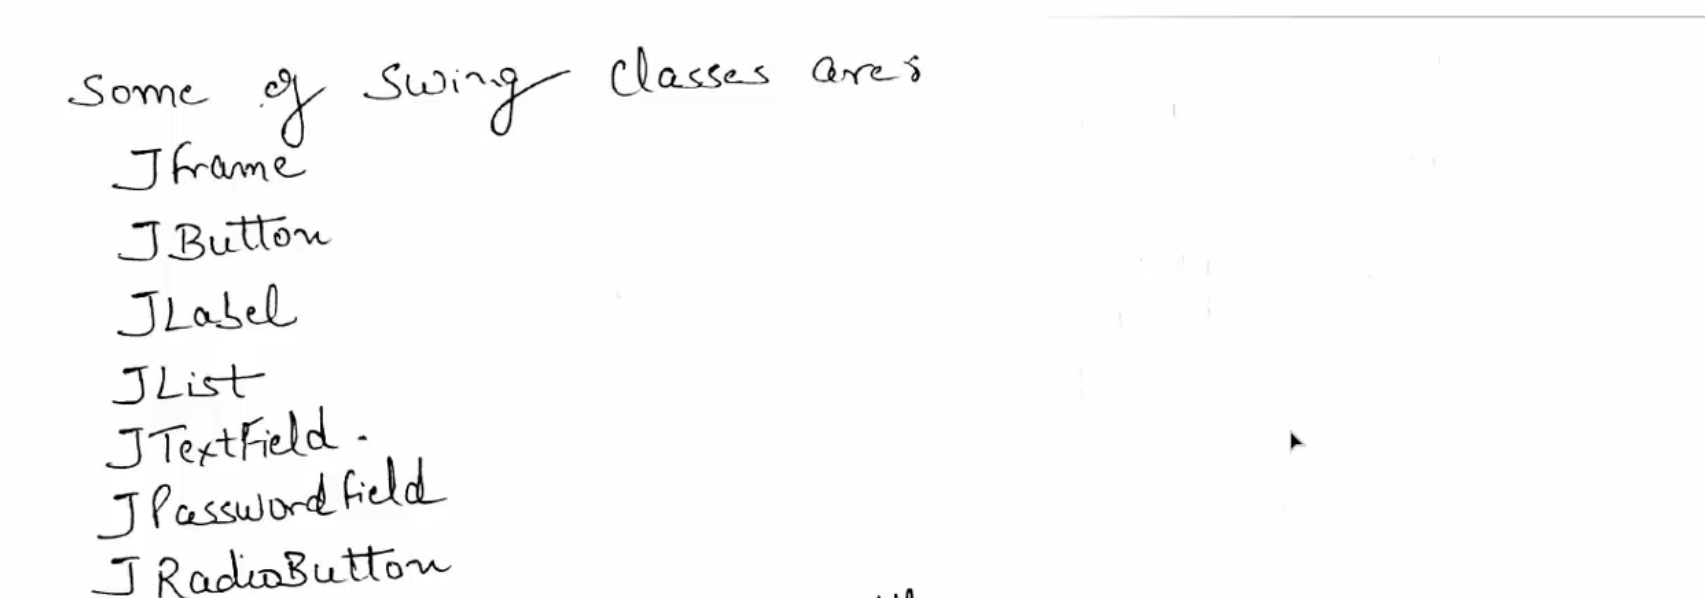 Some of Swing Classes are:
JFrame
JButton
JLabel
JList
JTextField.
JPasswordField
JRadioButton